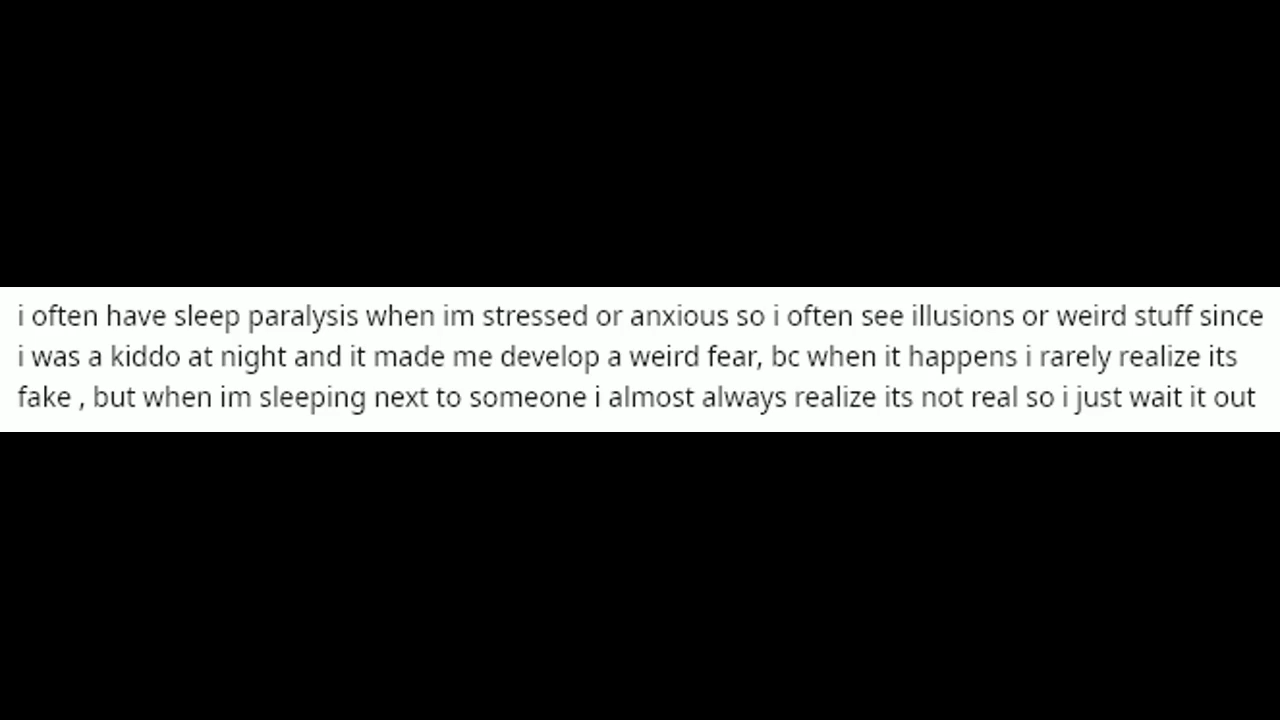 i often have sleep paralysis when im stressed or anxious so i often see illusions or weird stuff since
i was a kiddo at night and it made me develop a weird fear, bc when it happens i rarely realize its
fake , but when im sleeping next to someone i almost always realize its not real so i just wait it out